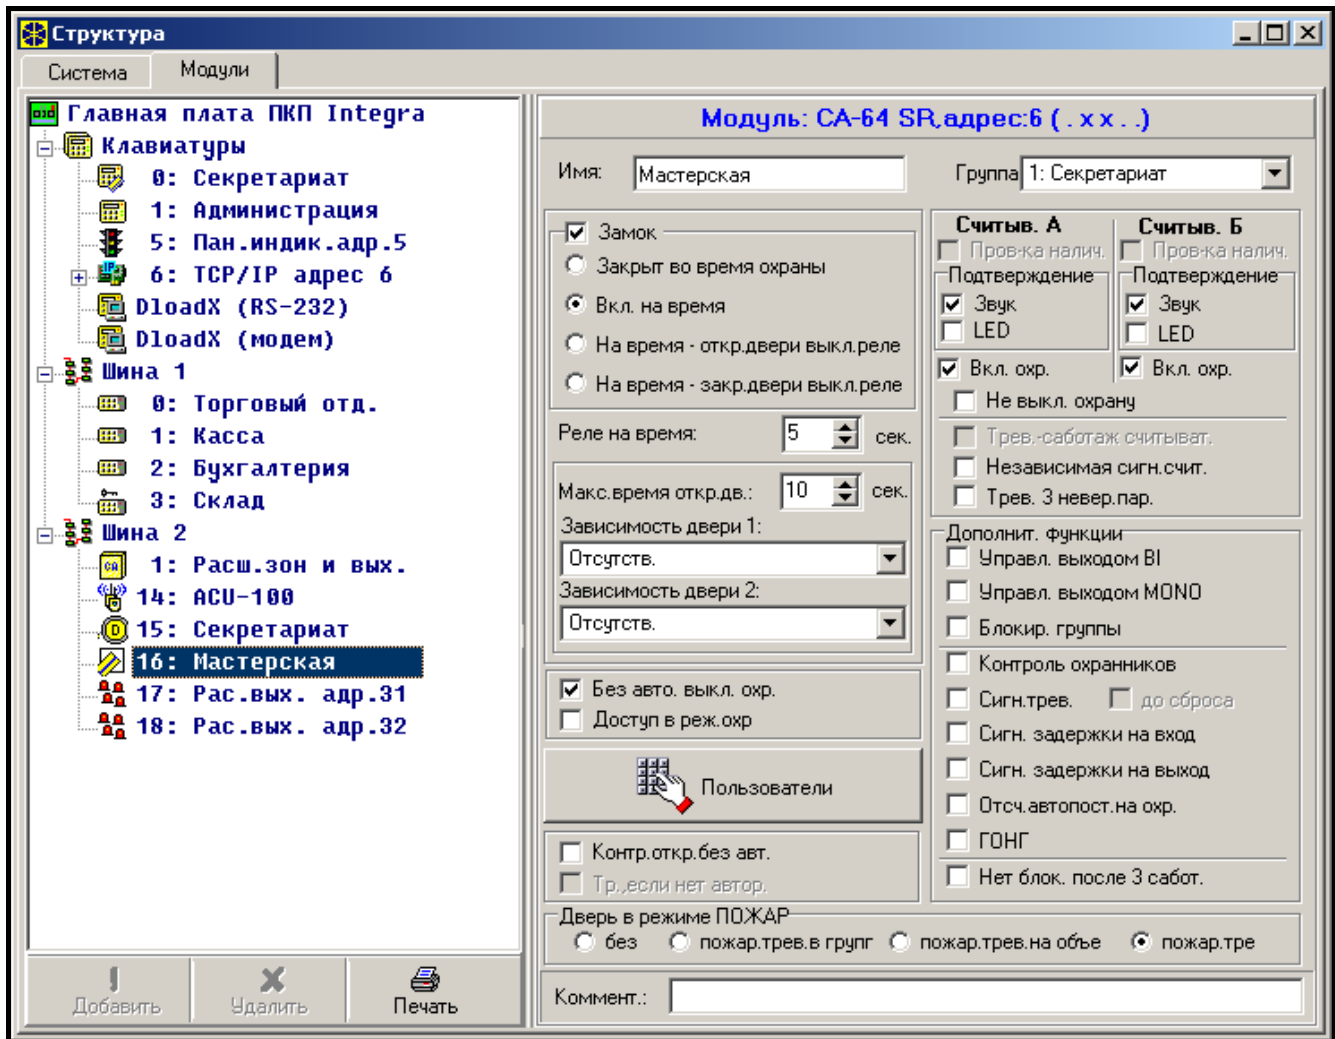 Структура
Система Модули
Главная плата ПКП Integra
Клавиатуры
0: Секретариат
1: Администрация
5: Пан.индик.адр.5
6: TCP/IP адрес 6
DloadX (RS-232)
DloadX (модем)
Шина 1
0: Торговый отд.
1: Касса
2: Бухгалтерия
3: Склад
Шина 2
1: Расш.зон и вых.
14: ACU-100
15: Секретариат
16: Мастерская
17: Рас.вых. адр.31
18: Рас.вых. адр.32
Добавить Удалить Печать
Модуль: CA-64 SR,адрес:6 ( . x x . .)
Имя: Мастерская Группа 1: Секретариат
Замок
Закрыт во время охраны
Вкл. на время
На время - откр.двери выкл.реле
На время - закр.двери выкл.реле
Реле на время: 5 сек.
Макс.время откр.дв.: 10 сек.
Зависимость двери 1:
Отсутств.
Зависимость двери 2:
Отсутств.
Без авто. выкл. охр.
Доступ в реж.охр
Пользователи
Контр.откр.без авт.
Тр.,если нет автор.
Считыв. А Считыв. Б
Пров-ка налич. Пров-ка налич.
Подтверждение Подтверждение
Звук Звук
LED LED
Вкл. охр. Вкл. охр.
Не выкл. охрану
Трев.-саботаж считыват.
Независимая сигн.счит.
Трев. 3 невер.пар.
Дополнит. функции
Управл. выходом BI
Управл. выходом MONO
Блокир. группы
Контроль охранников
Сигн.трев. до сброса
Сигн. задержки на вход
Сигн. задержки на выход
Отсч.автопост.на охр.
ГОНГ
Нет блок. после 3 сабот.
Дверь в режиме ПОЖАР
без пожар.трев.в групг пожар.трев.на объе пожар.тре
Коммент.: